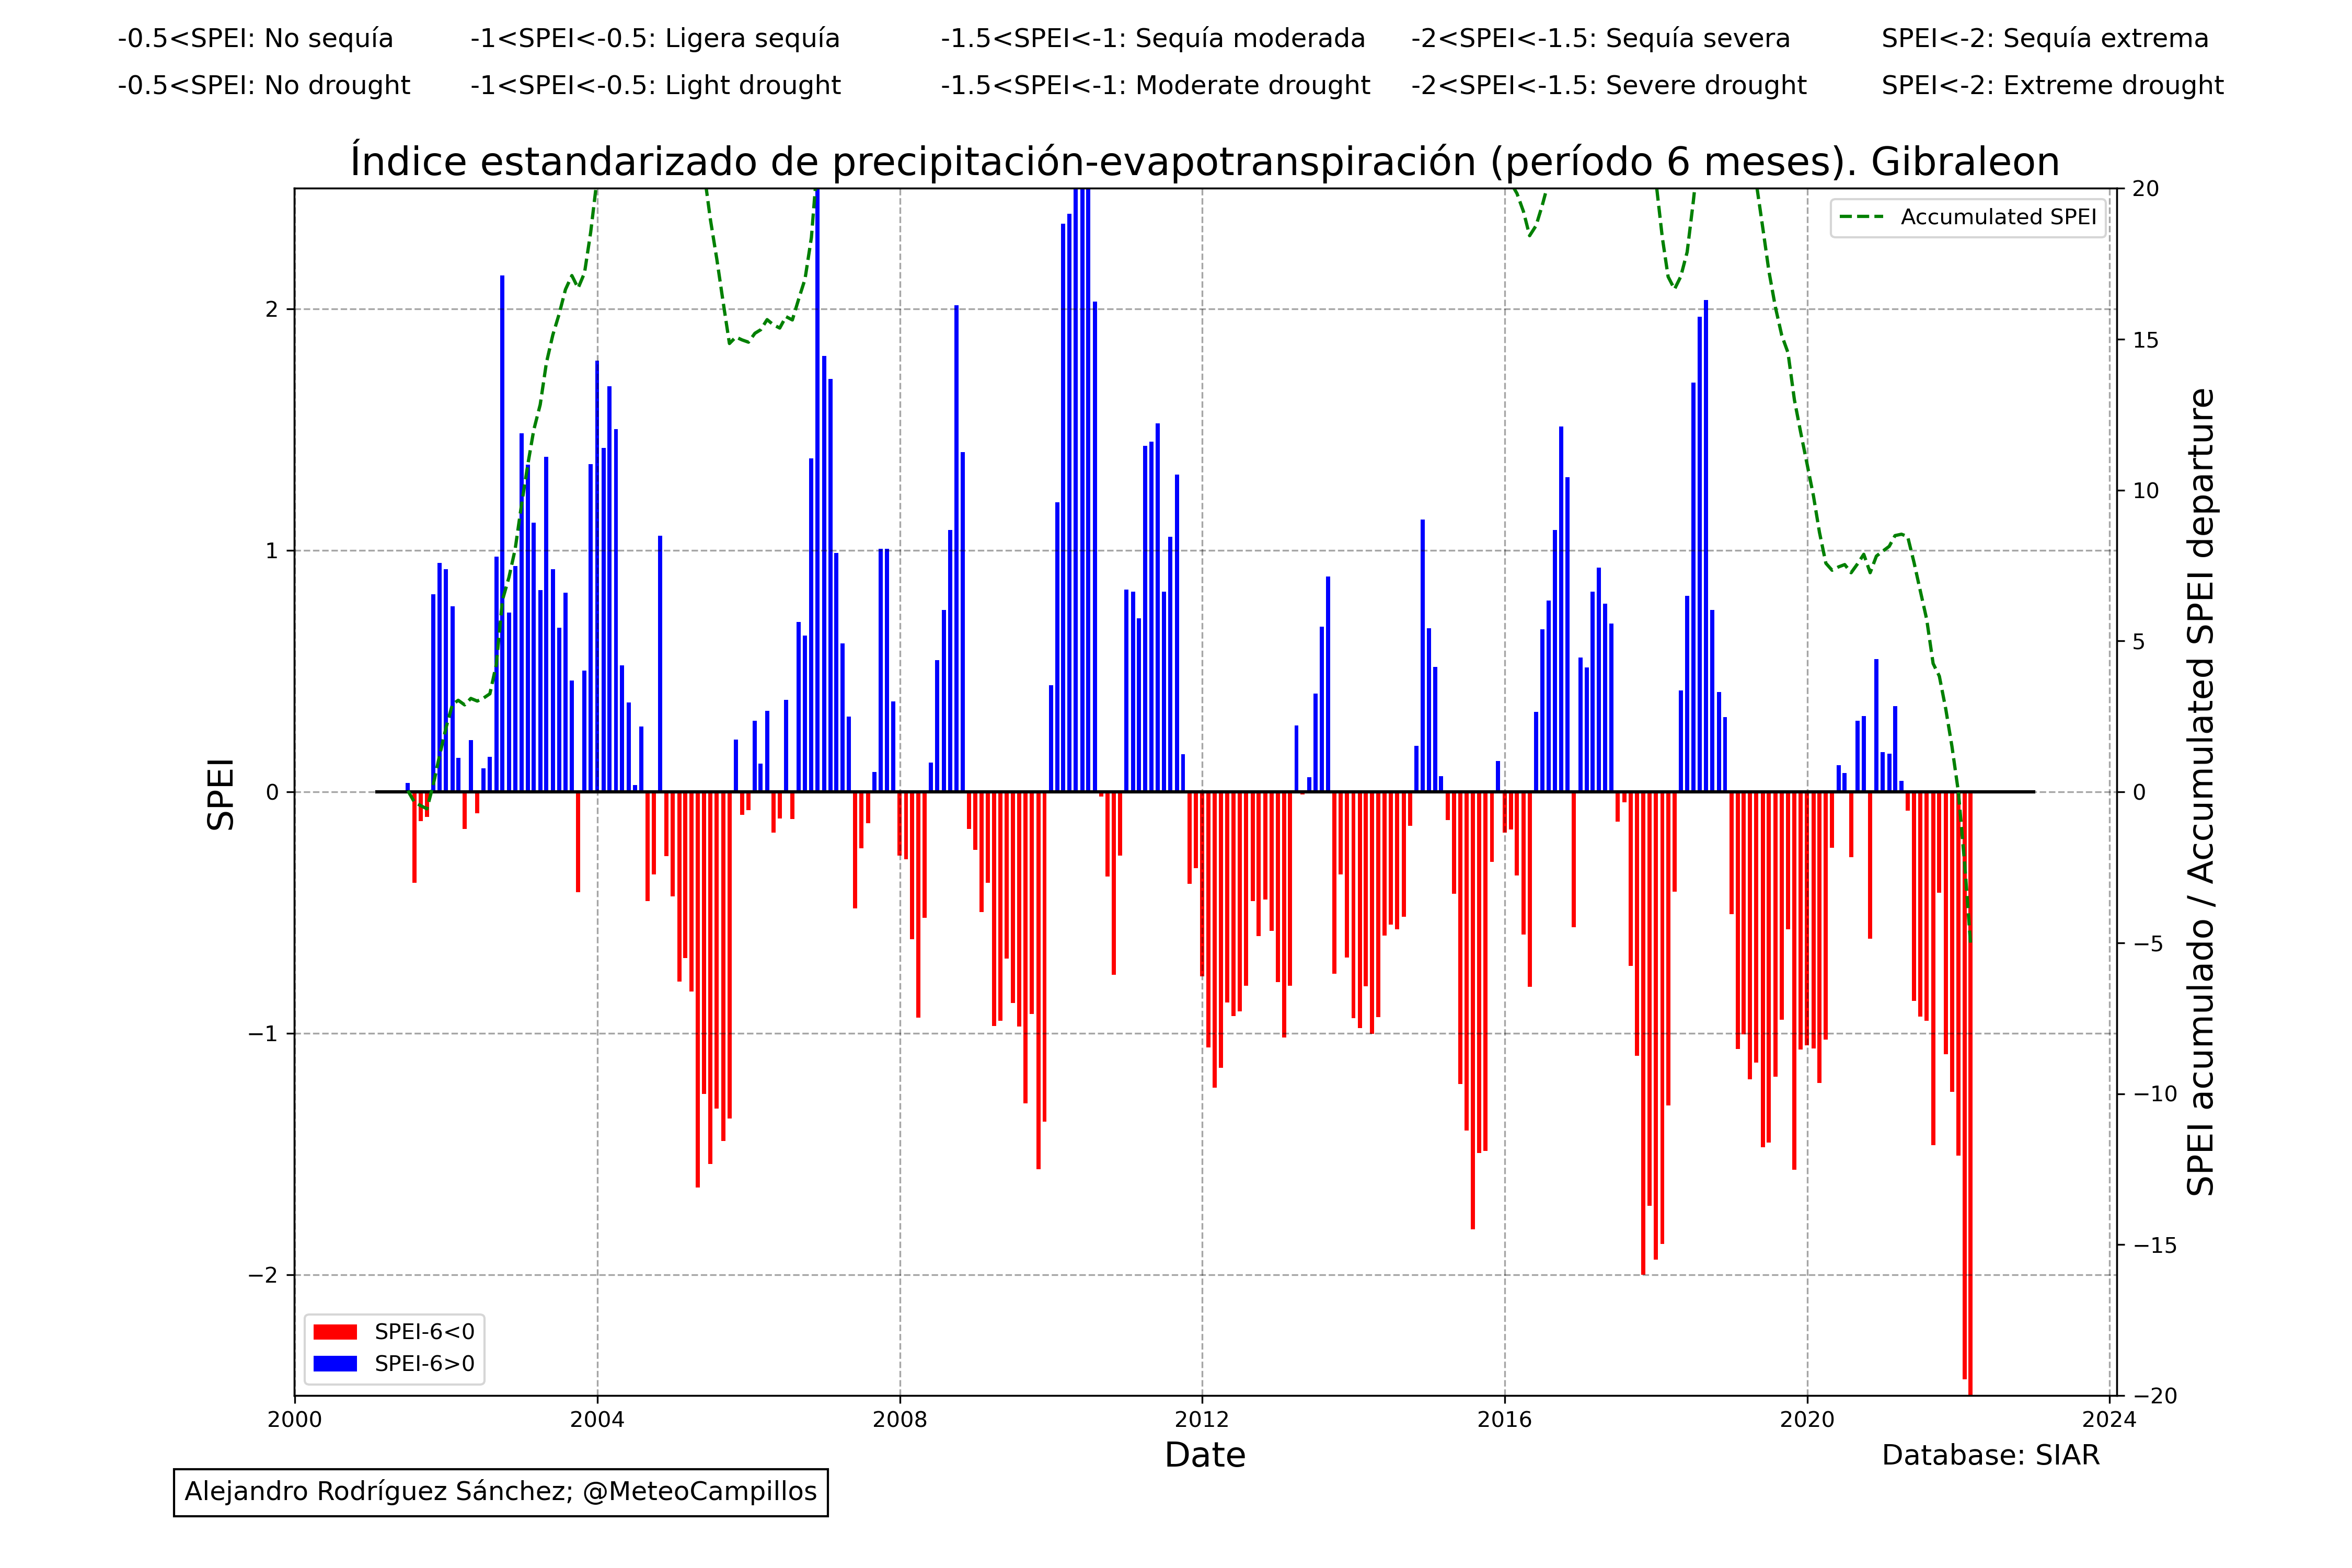 -0.5<SPEI: No sequía -1<SPEI<-0.5: Ligera sequía -1.5<SPEI<-1: Sequía moderada -2<SPEI<-1.5: Sequía severa SPEI<-2: Sequía extrema
-0.5<SPEI: No drought -1<SPEI<-0.5: Light drought -1.5<SPEI<-1: Moderate drought -2<SPEI<-1.5: Severe drought SPEI<-2: Extreme drought
Índice estandarizado de precipitación-evapotranspiración (período 6 meses). Gibraleon
Accumulated SPEI
SPEI
2
1
0
−1
−2
20
15
10
5
0
−5
−10
−15
−20
SPEI acumulado / Accumulated SPEI departure
SPEI-6<0
SPEI-6>0
2000 2004 2008 2012 2016 2020 2024
Date
Database: SIAR
Alejandro Rodríguez Sánchez; @MeteoCampillos